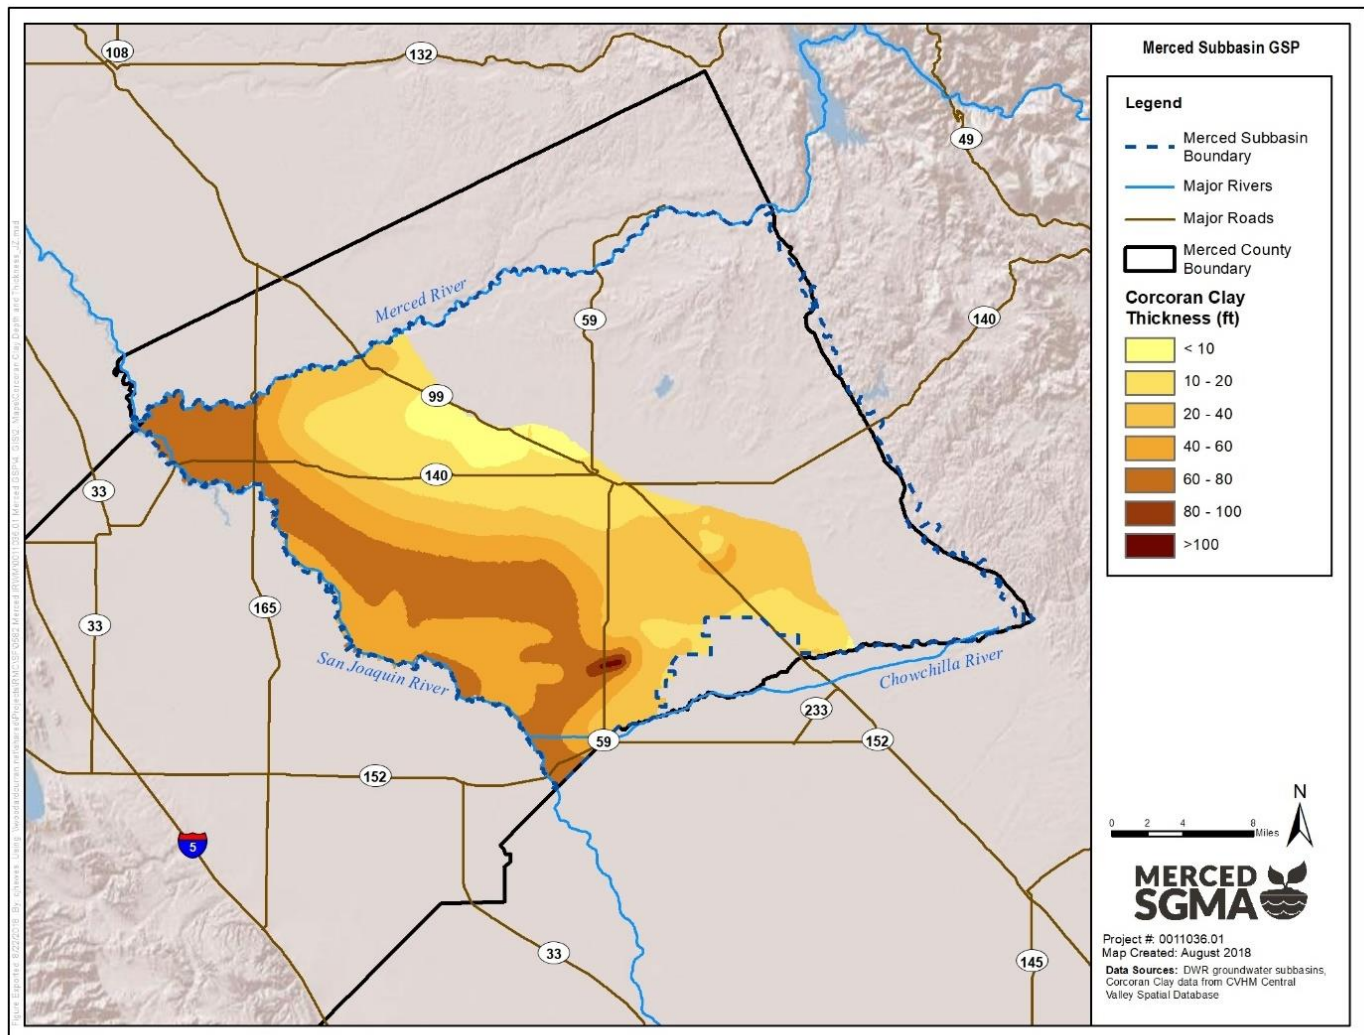 Merced Subbasin GSP
Legend
Merced Subbasin
Boundary
Major Rivers
Major Roads
Merced County
Boundary
Corcoran Clay
Thickness (ft)
< 10
10 - 20
20 - 40
40 - 60
60 - 80
80 - 100
>100
108
132
49
Merced River
59
140
99
140
33
165
33
San Joaquin River
Chowchilla River
233
59
152
152
5
33
145
N
0 2 4 8
Miles
MERCED
SGMA
Project #: 0011036.01
Map Created: August 2018
Data Sources: DWR groundwater subbasins,
Corcoran Clay data from CVHM Central
Valley Spatial Database